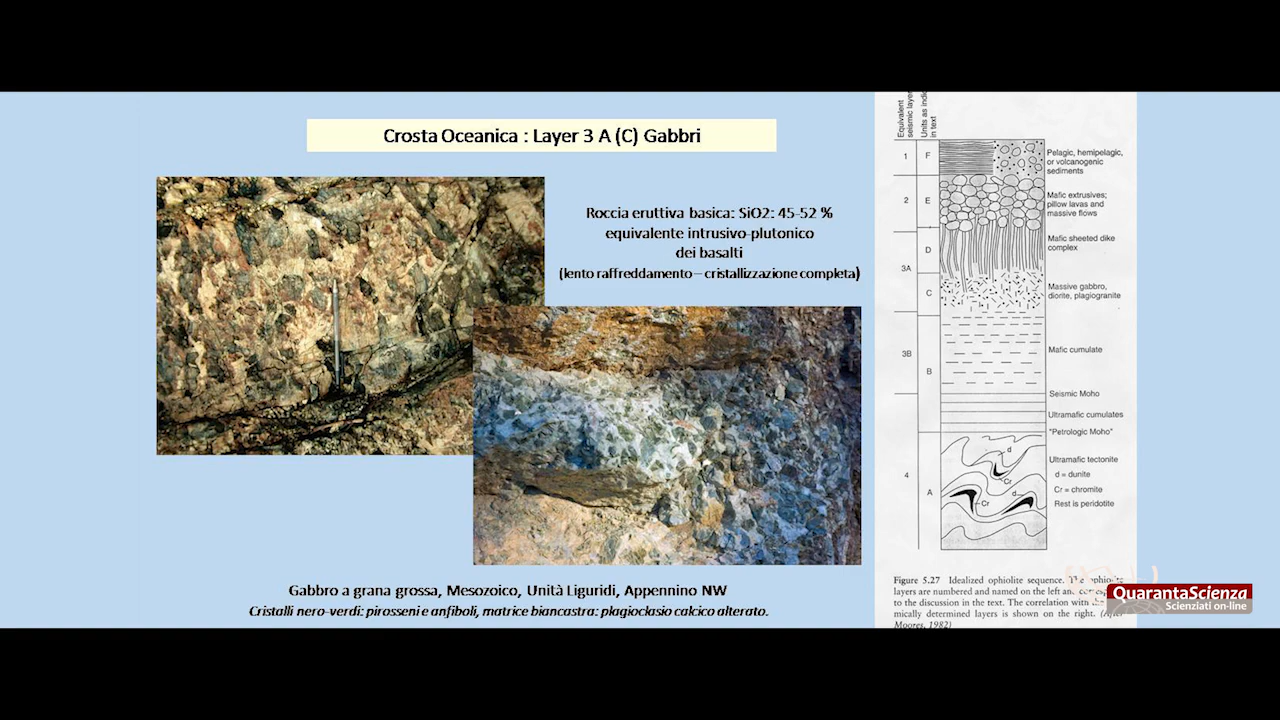 Crosta Oceanica : Layer 3 A (C) Gabbri
Roccia eruttiva basica: SiO2: 45-52 %
equivalente intrusivo-plutonico
dei basalti
(lento raffreddamento – cristallizzazione completa)
Gabbro a grana grossa, Mesozoico, Unità Liguridi, Appennino NW
Cristalli nero-verdi: pirosseni e anfiboli, matrice biancastra: plagioclasio calcico alterato.
Equivalent
seismic layer
Units as
in text
1
F
Pelagic, hemipelagic,
or volcanogenic
sediments
2
E
Mafic extrusives;
pillow lavas and
massive flows
D
Mafic sheeted dike
complex
3A
C
Massive gabbro,
diorite, plagiogranite
3B
B
Mafic cumulate
Seismic Moho
Ultramafic cumulates
"Petrologic Moho"
4
A
d
Cr
d
Cr
Ultramafic tectonite
d = dunite
Cr = chromite
Rest is peridotite
Figure 5.27 Idealized ophiolite sequence. The ophiolite
layers are numbered and named on the left and
to the discussion in the text. The correlation with
mically determined layers is shown on the right. (After
Moores, 1982)
QuarantaScienza
Scienziati on-line